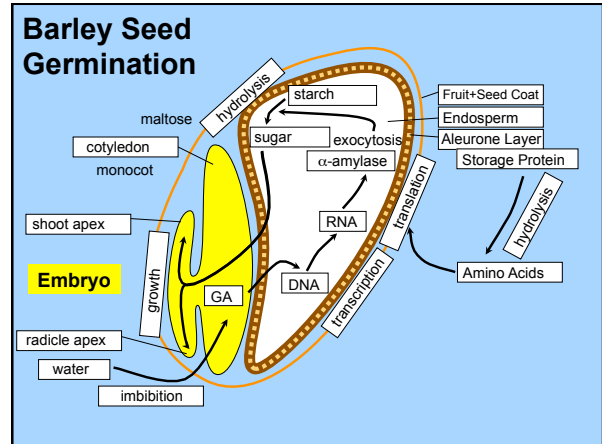 Barley Seed
Germination
hydrolysis
starch
maltose
Fruit+Seed Coat
Endosperm
sugar
exocytosis
Aleurone Layer
cotyledon
α-amylase
Storage Protein
monocot
shoot apex
RNA
translation
hydrolysis
Embryo
growth
GA
DNA
Amino Acids
transcription
radicle apex
water
imbibition